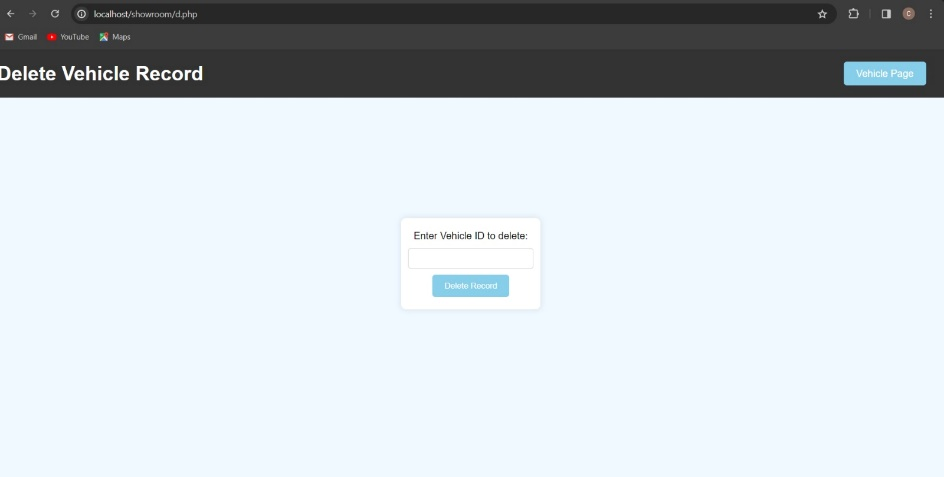 localhost/showroom/d.php
Gmail YouTube Maps
Delete Vehicle Record
Vehicle Page
Enter Vehicle ID to delete:
Delete Record